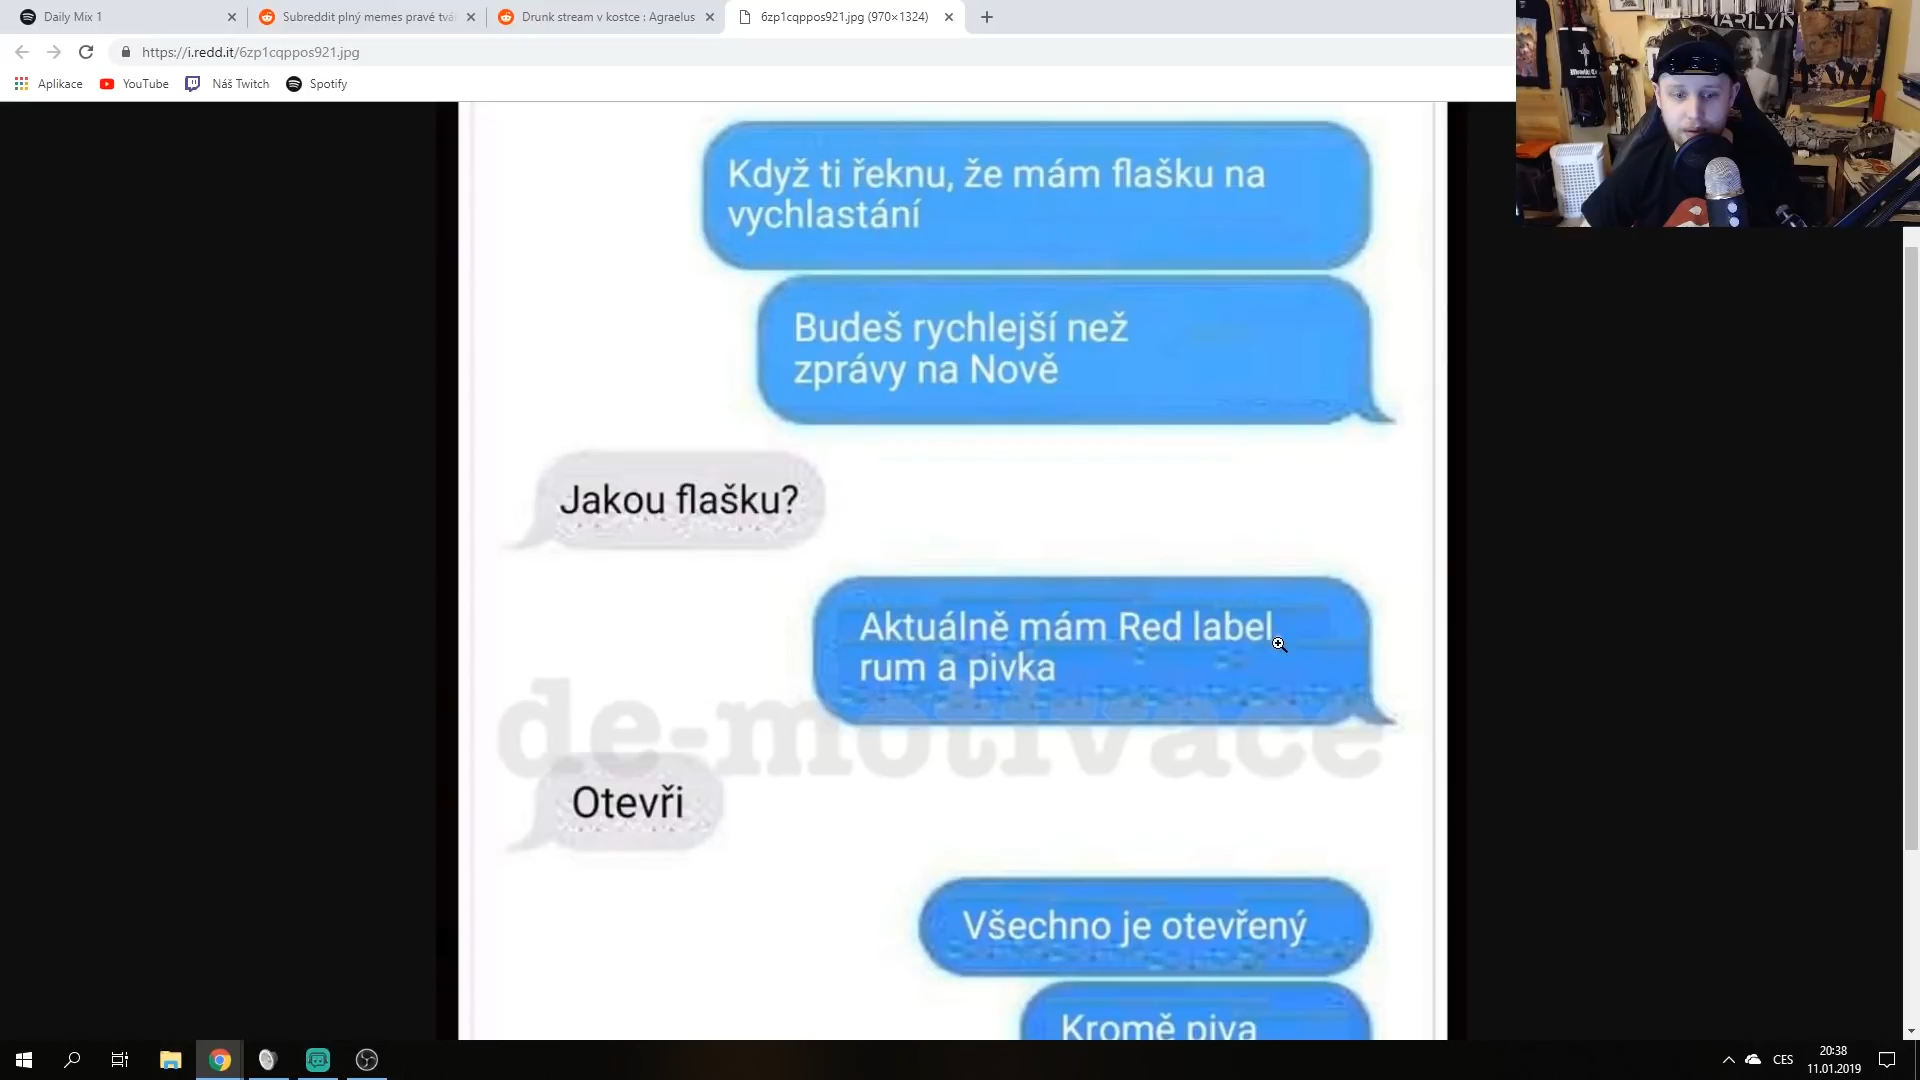 Daily Mix 1
Subreddit plný memes pravé tvá
Drunk stream v kostce : Agraelus
6zp1cqppos921.jpg (970×1324)
https://i.redd.it/6zp1cqppos921.jpg
Aplikace
YouTube
Náš Twitch
Spotify
MARILYN
Když ti řeknu, že mám flašku na
vychlastání
Budeš rychlejší než
zprávy na Nově
Jakou flašku?
Aktuálně mám Red label
rum a pivka
de-motivace
Otevři
Všechno je otevřený
Kromě piva
CES
20:38
11.01.2019